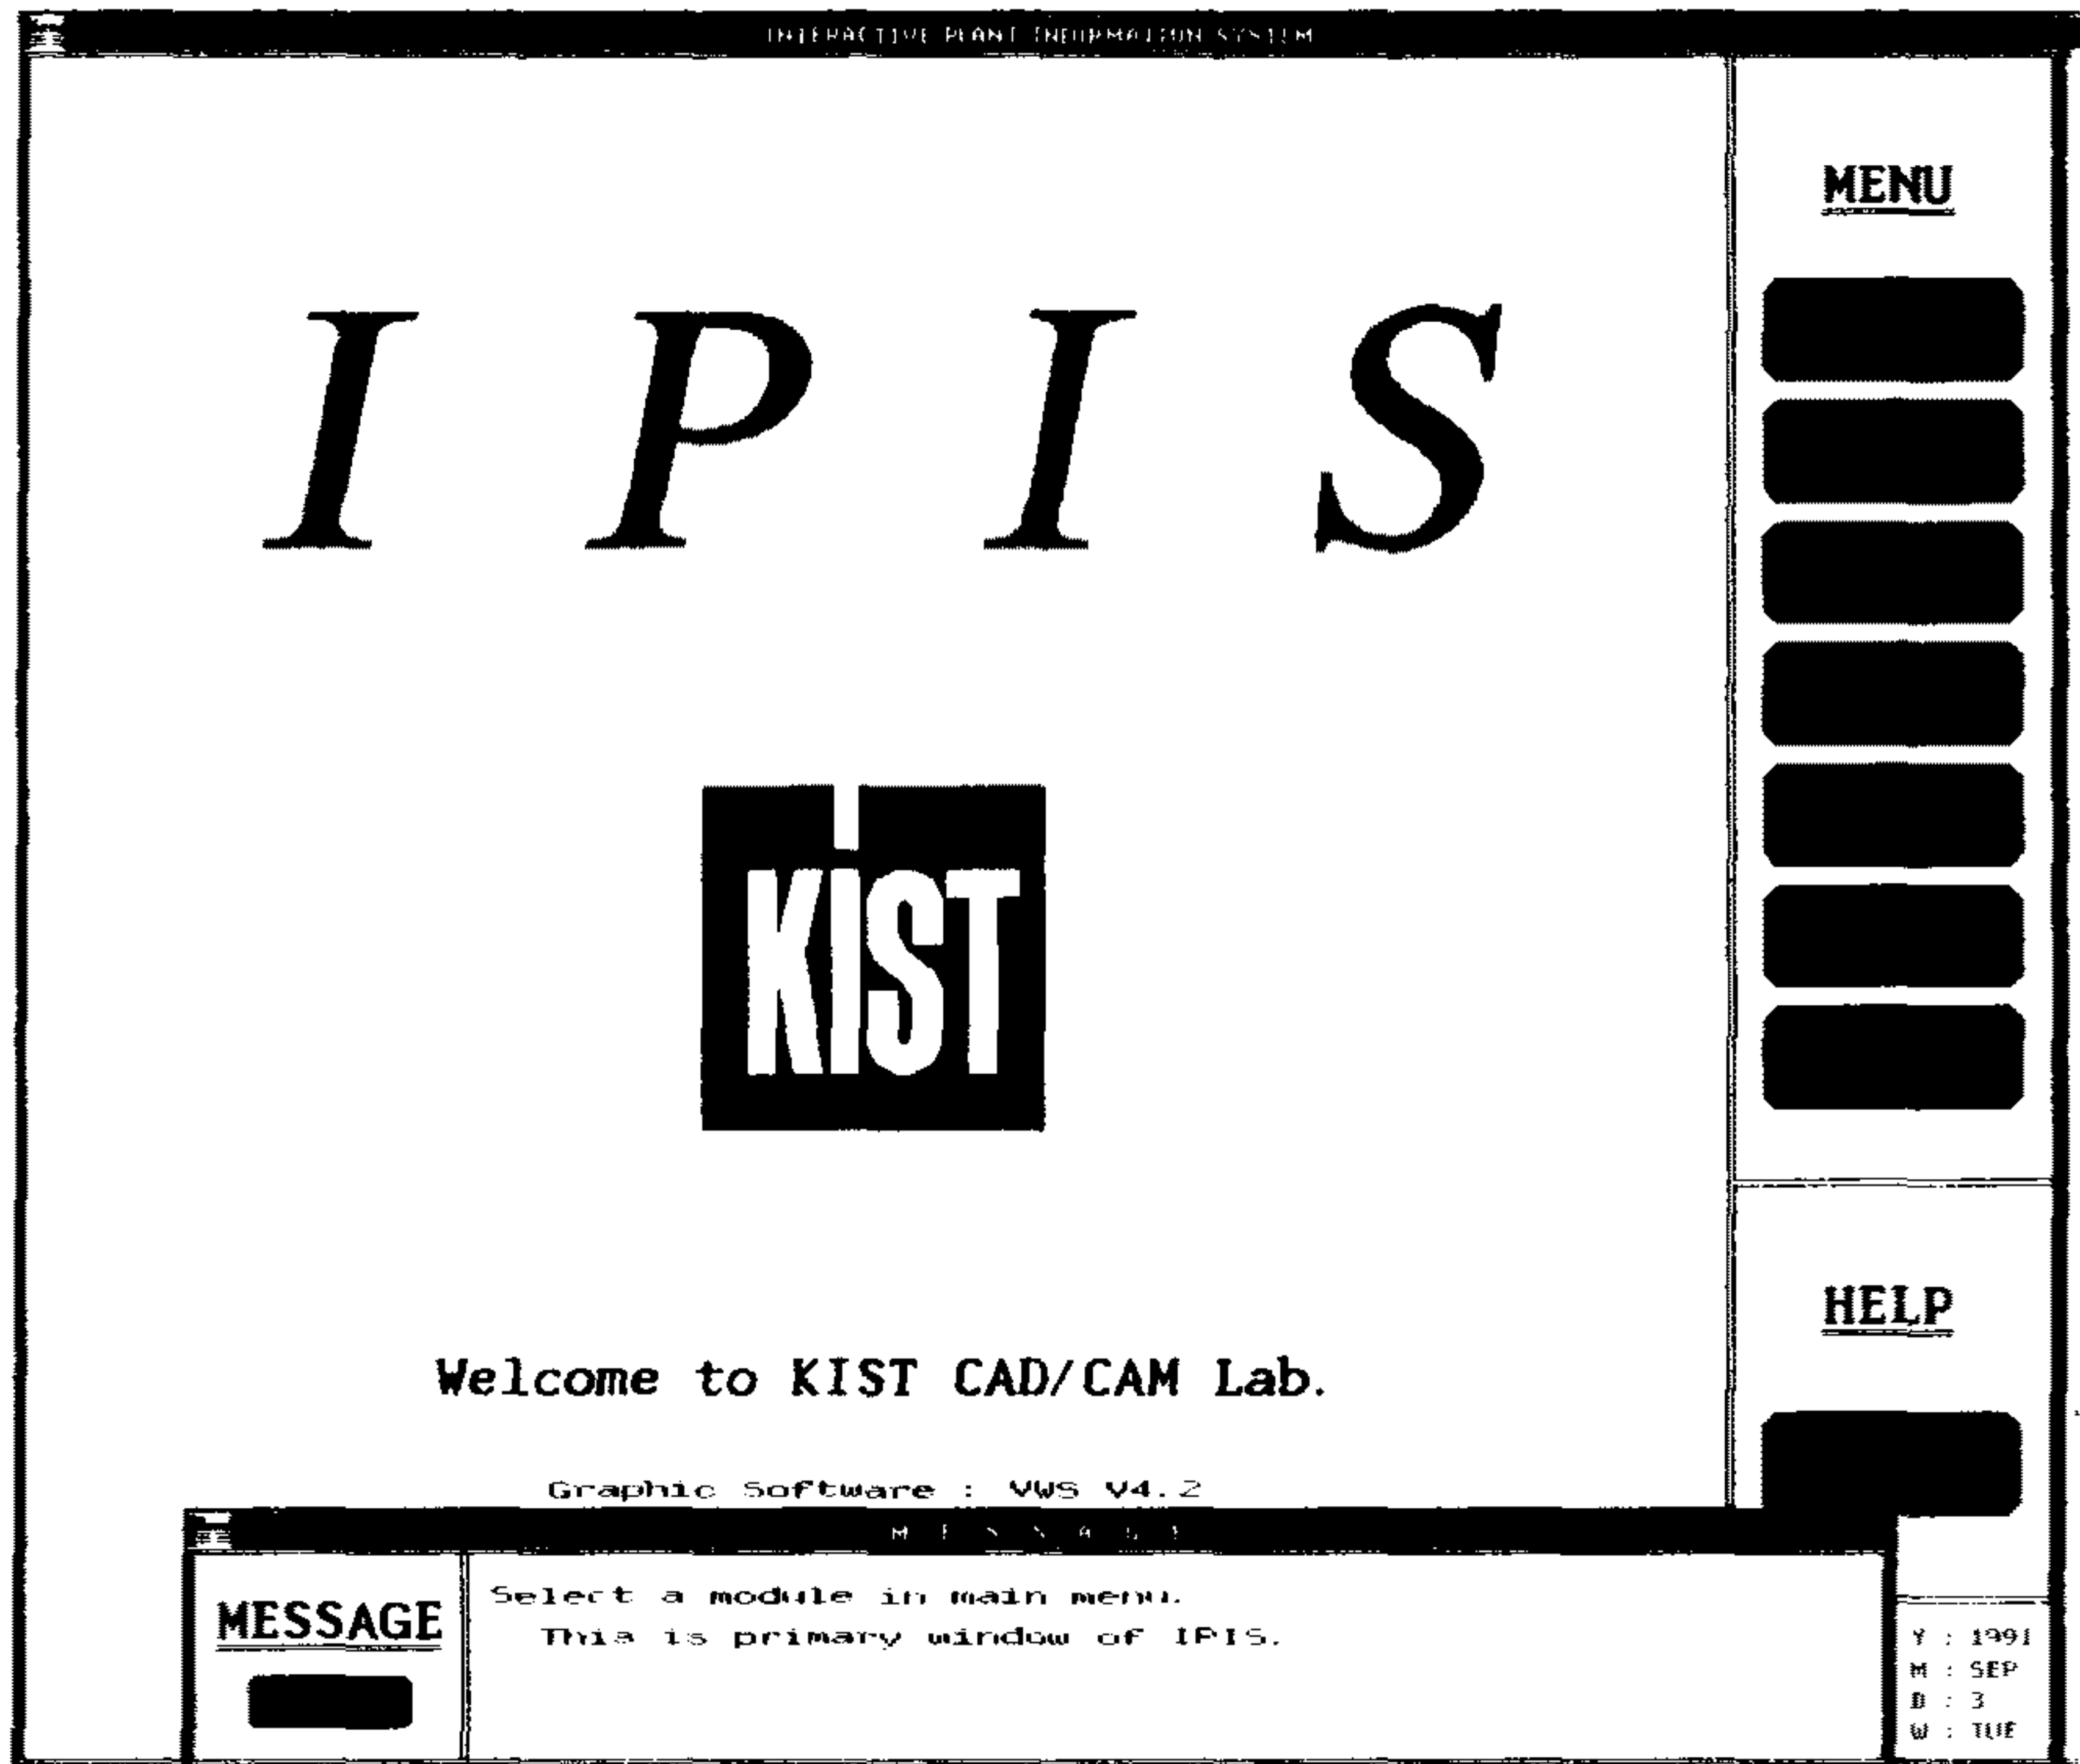 INTERACTIVE PLANT INFORMATION SYSTEM
MENU
I P I S
KIST
HELP
Welcome to KIST CAD/CAM Lab.
Graphic Software : VWS V4.2
M E S S A G E
MESSAGE
Select a module in main menu.
This is primary window of IPIS.
Y : 1991
M : SEP
D : 3
W : TUE